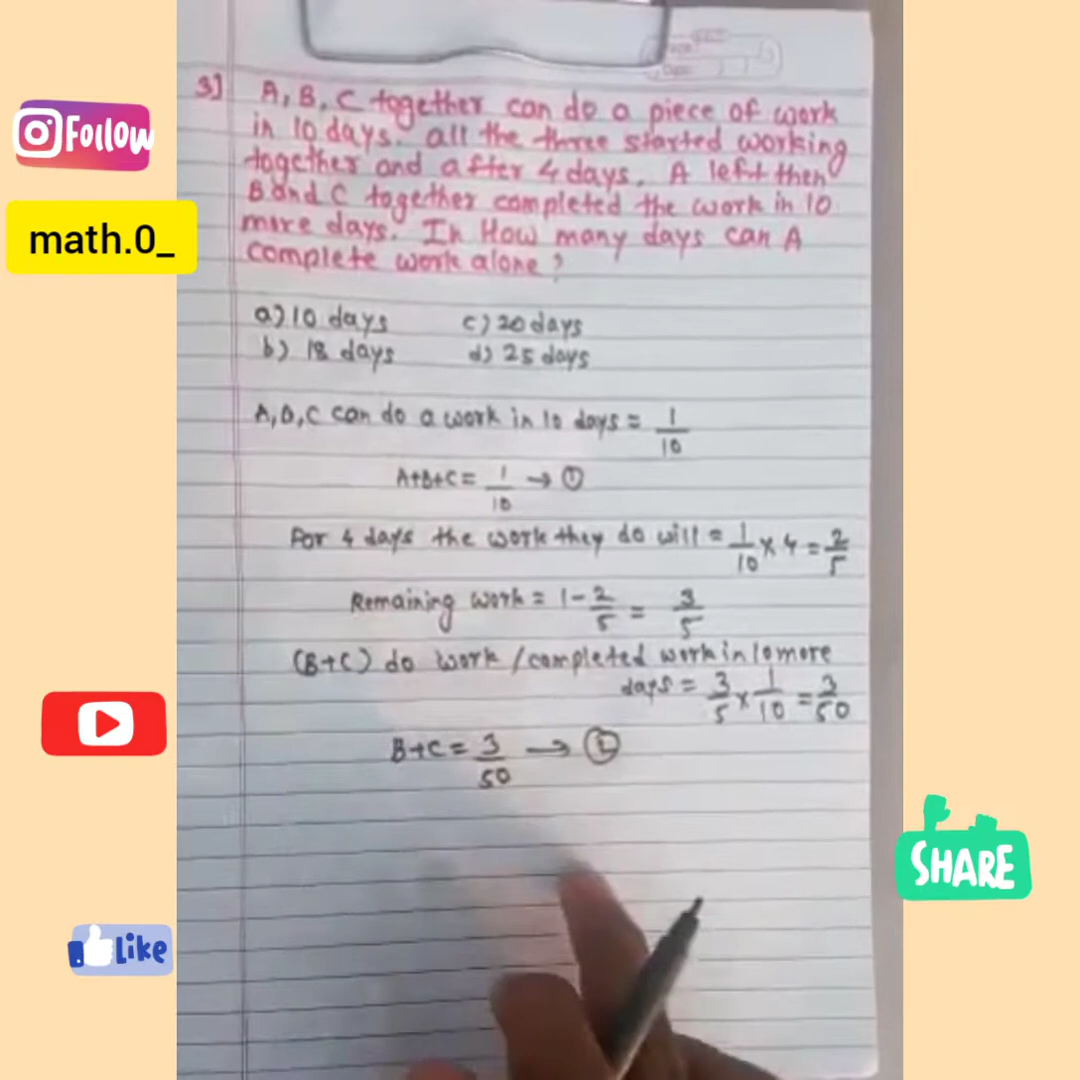 Follow
math.0_
3] A, B, C together can do a piece of work
in 10 days. all the three started working
together and after 4 days. A left then
B and C together completed the work in 10
more days. In How many days can A
complete work alone?
a) 10 days c) 20 days
b) 18 days d) 25 days
A, B, C can do a work in 10 days = 1/10
A+B+C = 1/10 → ①
For 4 days the work they do will = 1/10 x 4 = 2/5
Remaining work = 1 - 2/5 = 3/5
(B+C) do work / completed work in 10 more
days = 3/5 x 1/10 = 3/50
B+C = 3/50 → ②
SHARE
Like